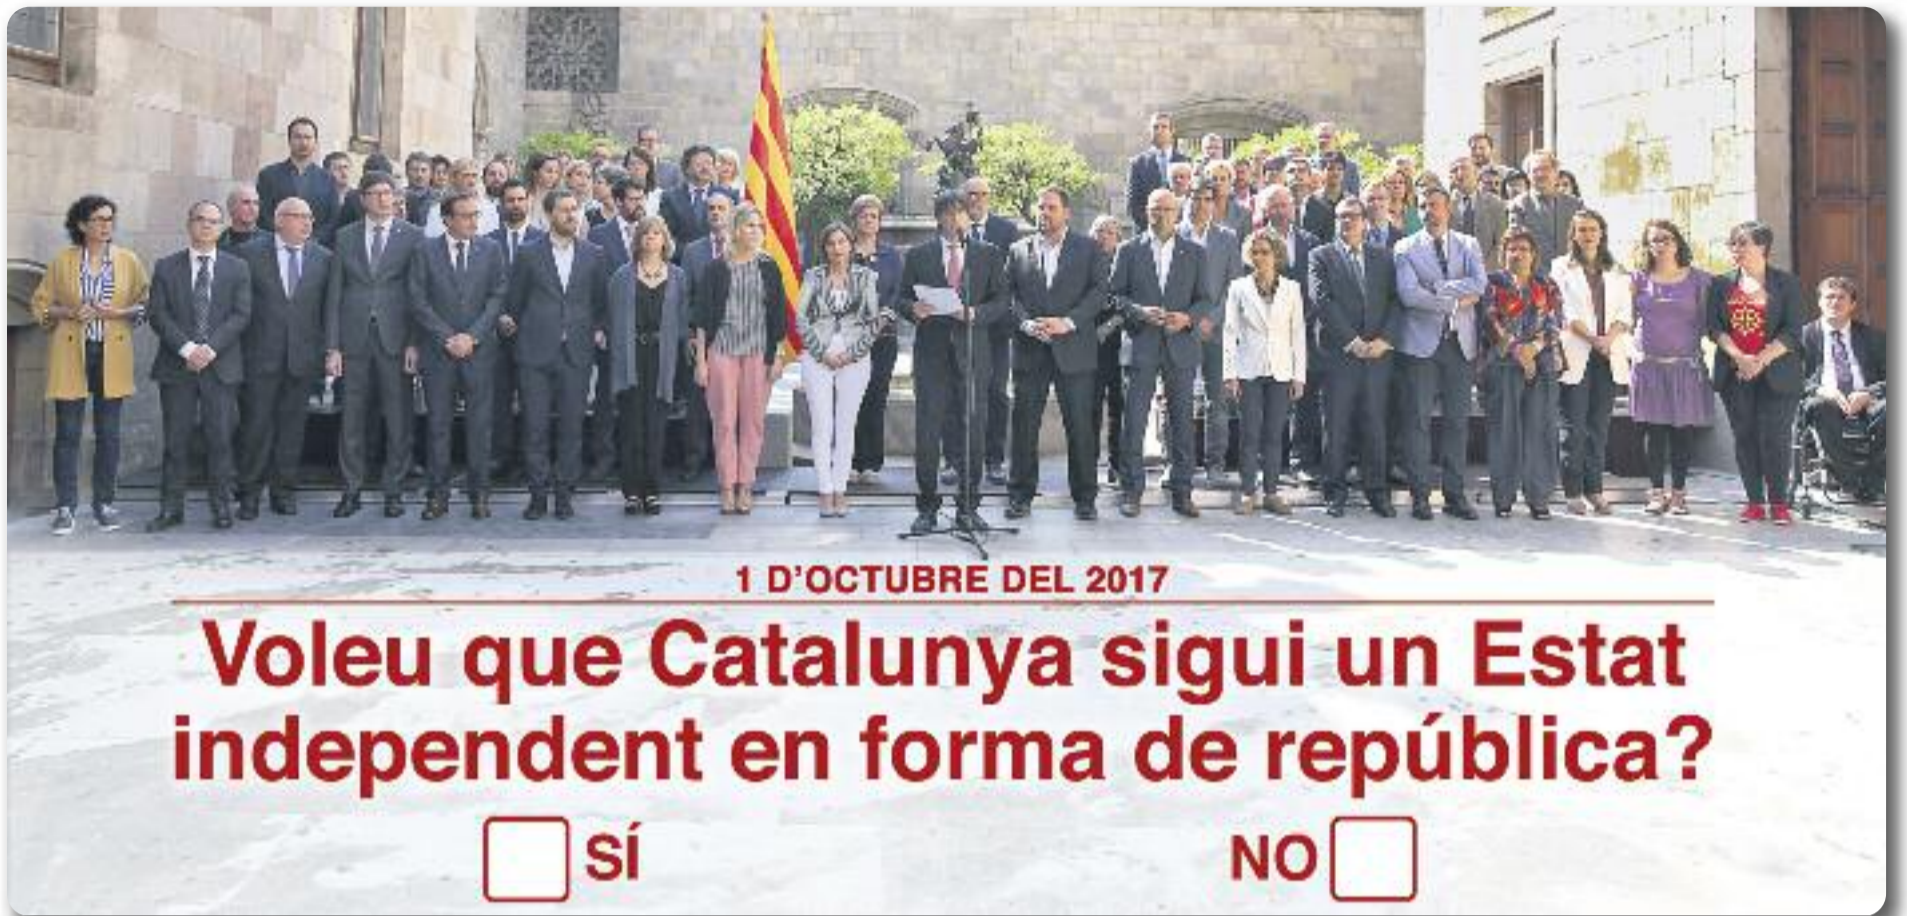 1 D'OCTUBRE DEL 2017
Voleu que Catalunya sigui un Estat
independent en forma de república?
SÍ NO